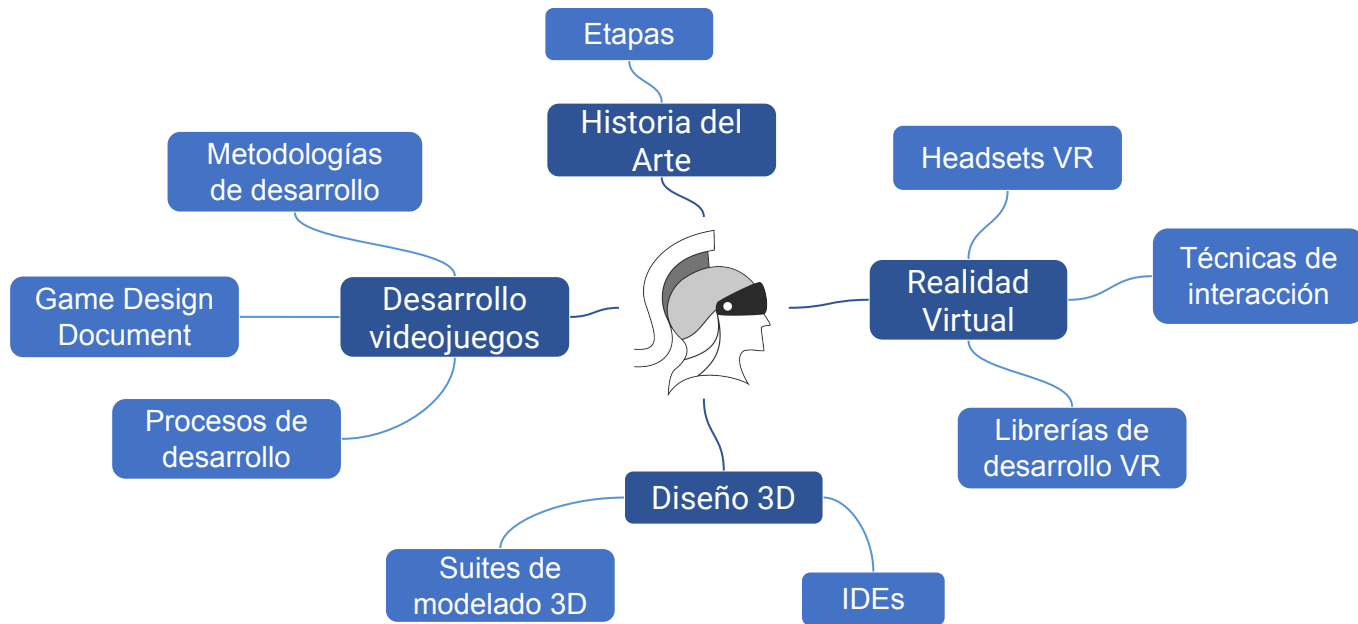 Etapas
Historia del
Arte
Metodologías
de desarrollo
Headsets VR
Game Design
Document
Desarrollo
videojuegos
Realidad
Virtual
Técnicas de
interacción
Procesos de
desarrollo
Librerías de
desarrollo VR
Diseño 3D
Suites de
modelado 3D
IDEs